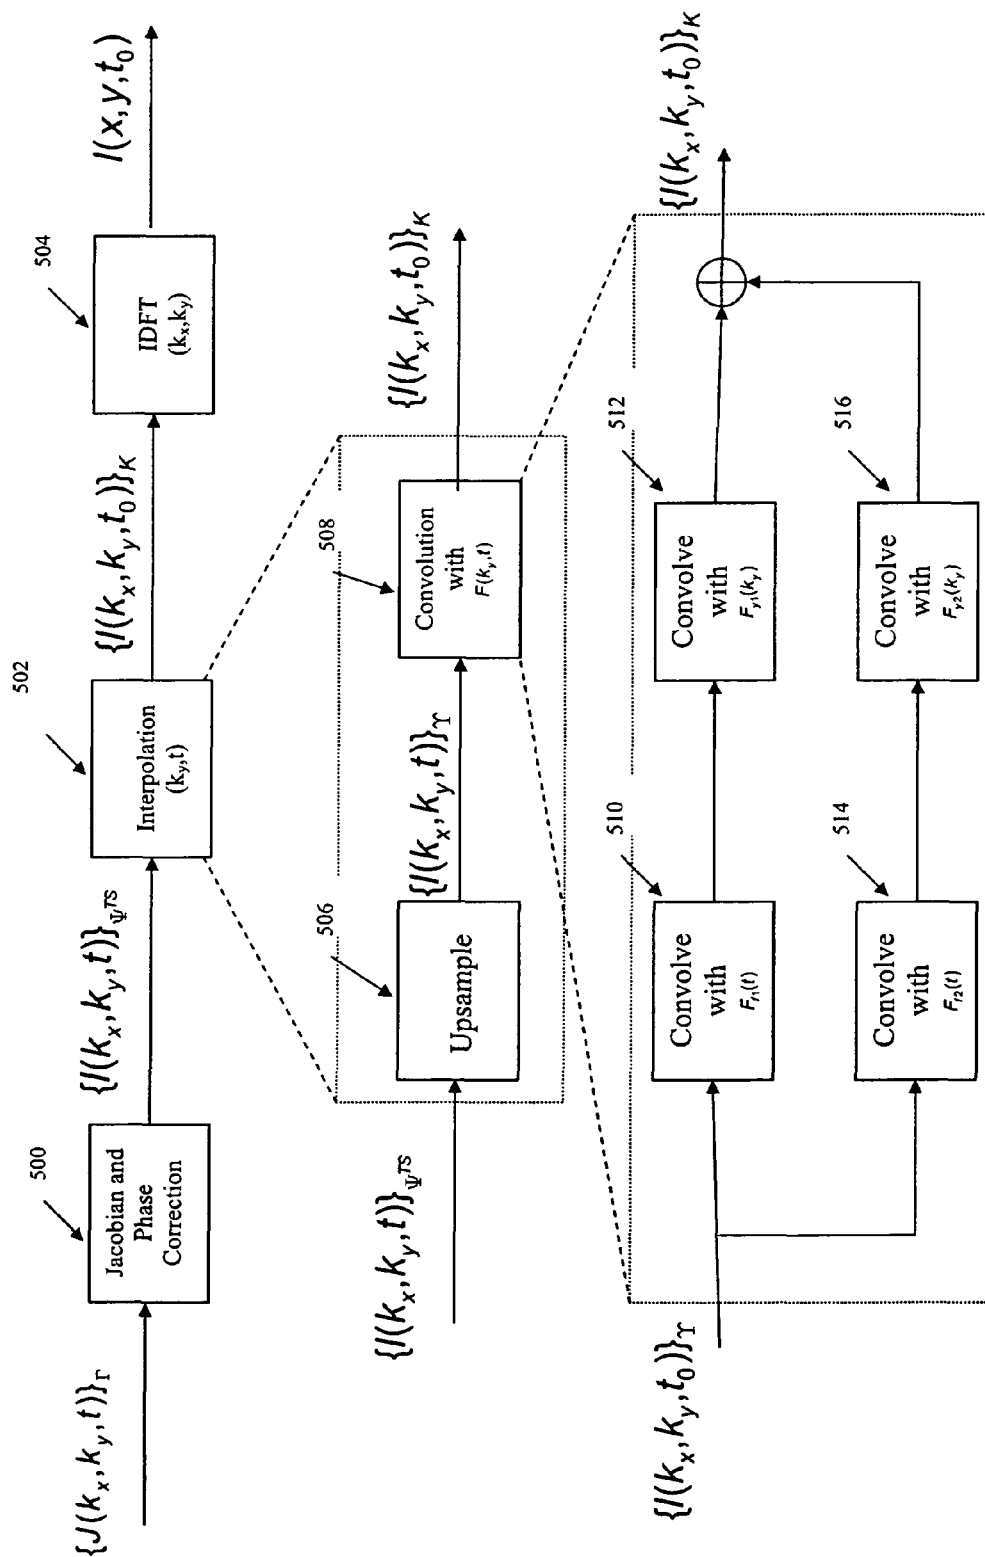 {J(kx,ky,t)}Γ
500
Jacobian and
Phase
Correction
{I(kx,ky,t)}ΨTS
502
Interpolation
(ky,t)
{I(kx,ky,t0)}K
504
IDFT
(kx,ky)
I(x,y,t0)
{I(kx,ky,t)}ΨTS
506
Upsample
{I(kx,ky,t)}ϒ
508
Convolution
with
F(ky,t)
{I(kx,ky,t0)}K
{I(kx,ky,t0)}ϒ
510
Convolve
with
Ft1(t)
512
Convolve
with
Fy1(ky)
{I(kx,ky,t0)}K
514
Convolve
with
Ft2(t)
516
Convolve
with
Fy2(ky)